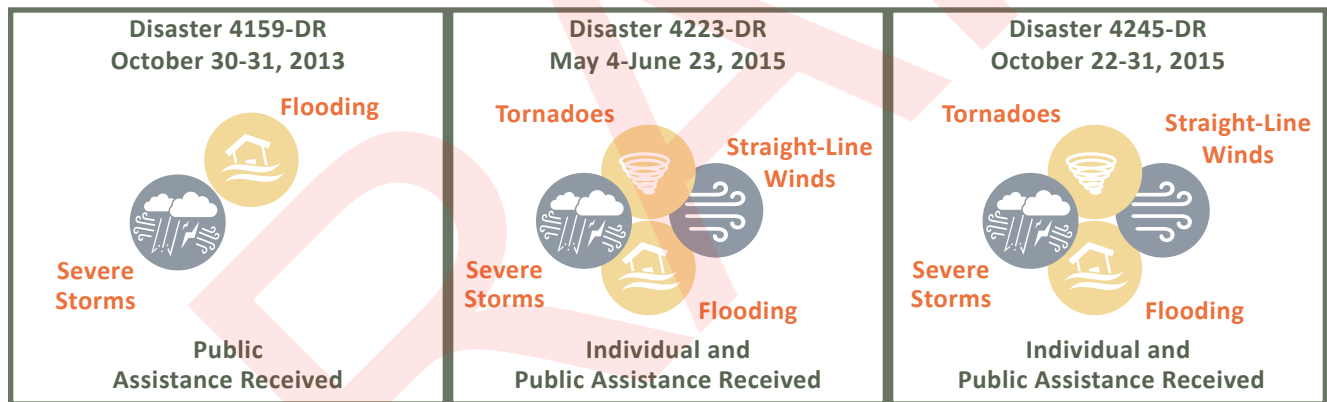 Disaster 4159-DR
October 30-31, 2013
Flooding
Severe
Storms
Public
Assistance Received
Disaster 4223-DR
May 4-June 23, 2015
Tornadoes
Straight-Line
Winds
Severe
Storms
Flooding
Individual and
Public Assistance Received
Disaster 4245-DR
October 22-31, 2015
Tornadoes
Straight-Line
Winds
Severe
Storms
Flooding
Individual and
Public Assistance Received